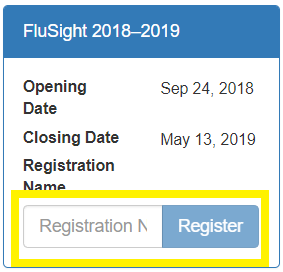 FluSight 2018–2019
Opening Date Sep 24, 2018
Closing Date May 13, 2019
Registration
Name
Registration N Register